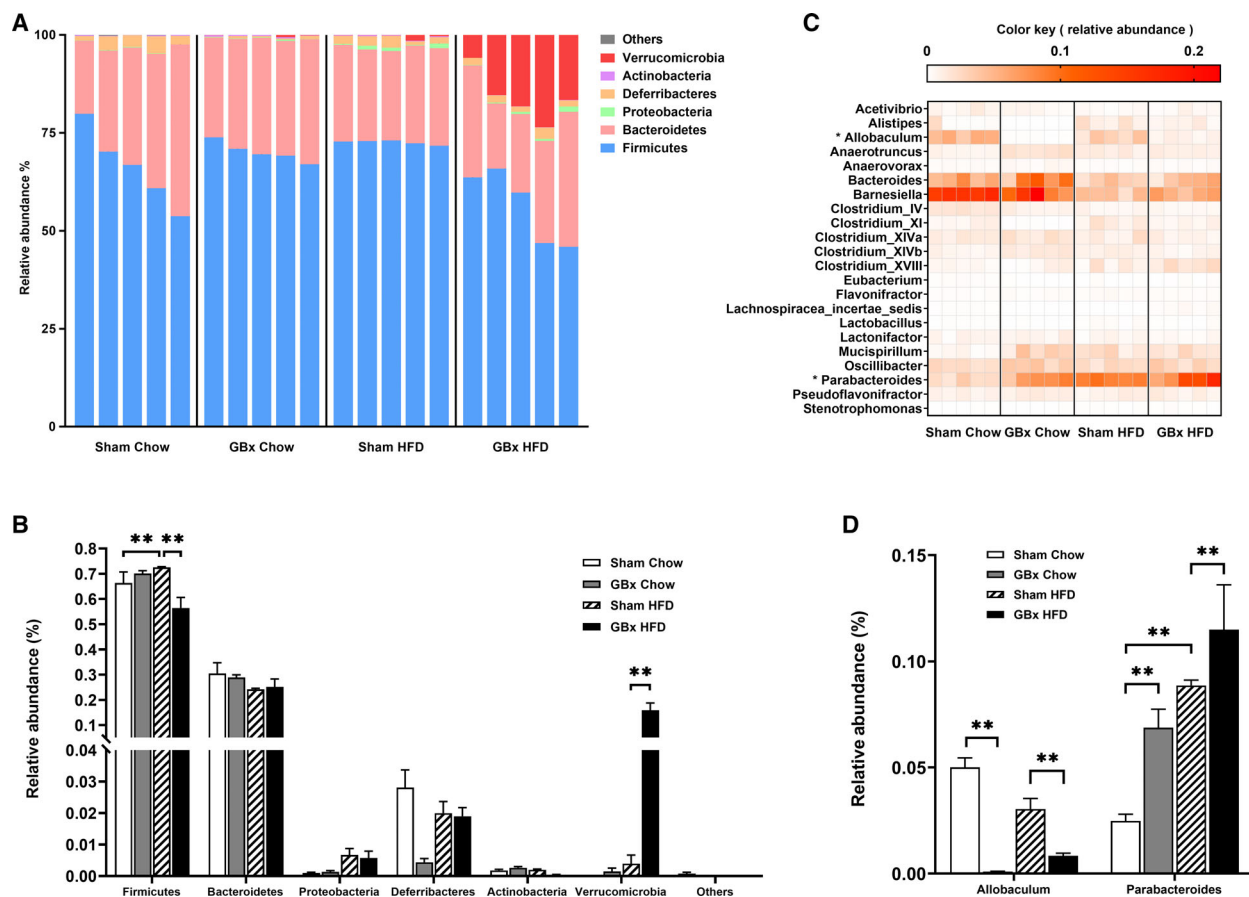 A
Relative abundance %
100
75
50
25
0
Sham Chow
GBx Chow
Sham HFD
GBx HFD
Others
Verrucomicrobia
Actinobacteria
Deferribacteres
Proteobacteria
Bacteroidetes
Firmicutes
C
Color key ( relative abundance )
0
0.1
0.2
Acetivibrio
Alistipes
* Allobaculum
Anaerotruncus
Anaerovorax
Bacteroides
Barnesiella
Clostridium_IV
Clostridium_XI
Clostridium_XIVa
Clostridium_XIVb
Clostridium_XVIII
Eubacterium
Flavonifractor
Lachnospiracea_incertae_sedis
Lactobacillus
Lactonifactor
Mucispirillum
Oscillibacter
* Parabacteroides
Pseudoflavonifractor
Stenotrophomonas
Sham Chow
GBx Chow
Sham HFD
GBx HFD
B
Relative abundance (%)
0.8
0.7
0.6
0.5
0.4
0.3
0.2
0.1
0.04
0.03
0.02
0.01
0.00
**
**
**
Sham Chow
GBx Chow
Sham HFD
GBx HFD
Firmicutes
Bacteroidetes
Proteobacteria
Deferribacteres
Actinobacteria
Verrucomicrobia
Others
D
Relative abundance (%)
0.15
0.10
0.05
0.00
Sham Chow
GBx Chow
Sham HFD
GBx HFD
**
**
**
**
**
Allobaculum
Parabacteroides